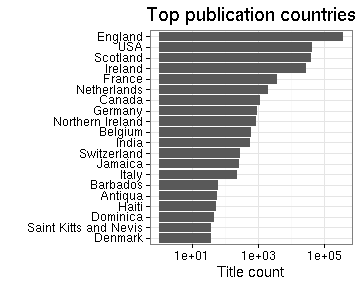 Top publication countries
England
USA
Scotland
Ireland
France
Netherlands
Canada
Germany
Northern Ireland
Belgium
India
Switzerland
Jamaica
Italy
Barbados
Antigua
Haiti
Dominica
Saint Kitts and Nevis
Denmark
1e+01 1e+03 1e+05
Title count